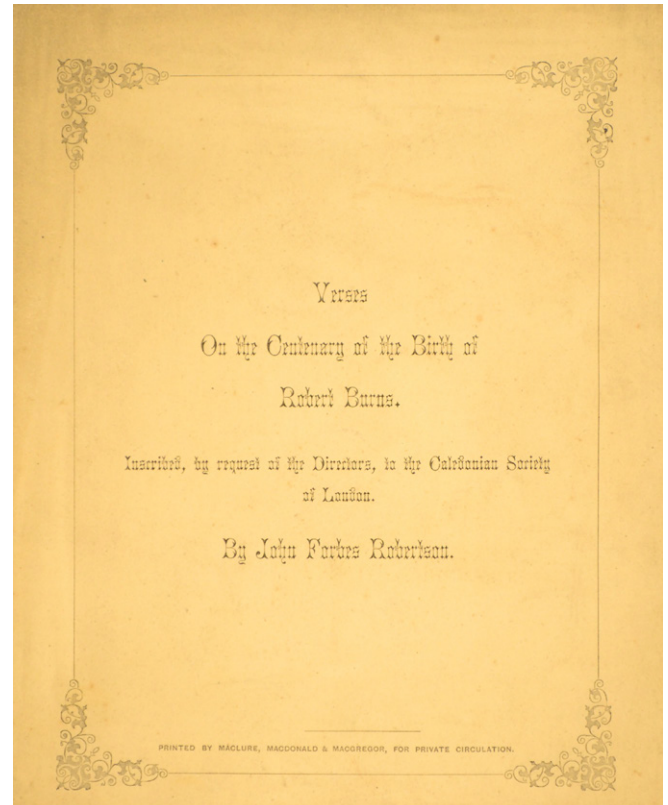 Verses
On the Centenary of the Birth of
Robert Burns.
Inscribed, by request of the Directors, to the Caledonian Society
of London.
By John Forbes Robertson.
PRINTED BY MACLURE, MACDONALD & MACGREGOR, FOR PRIVATE CIRCULATION.